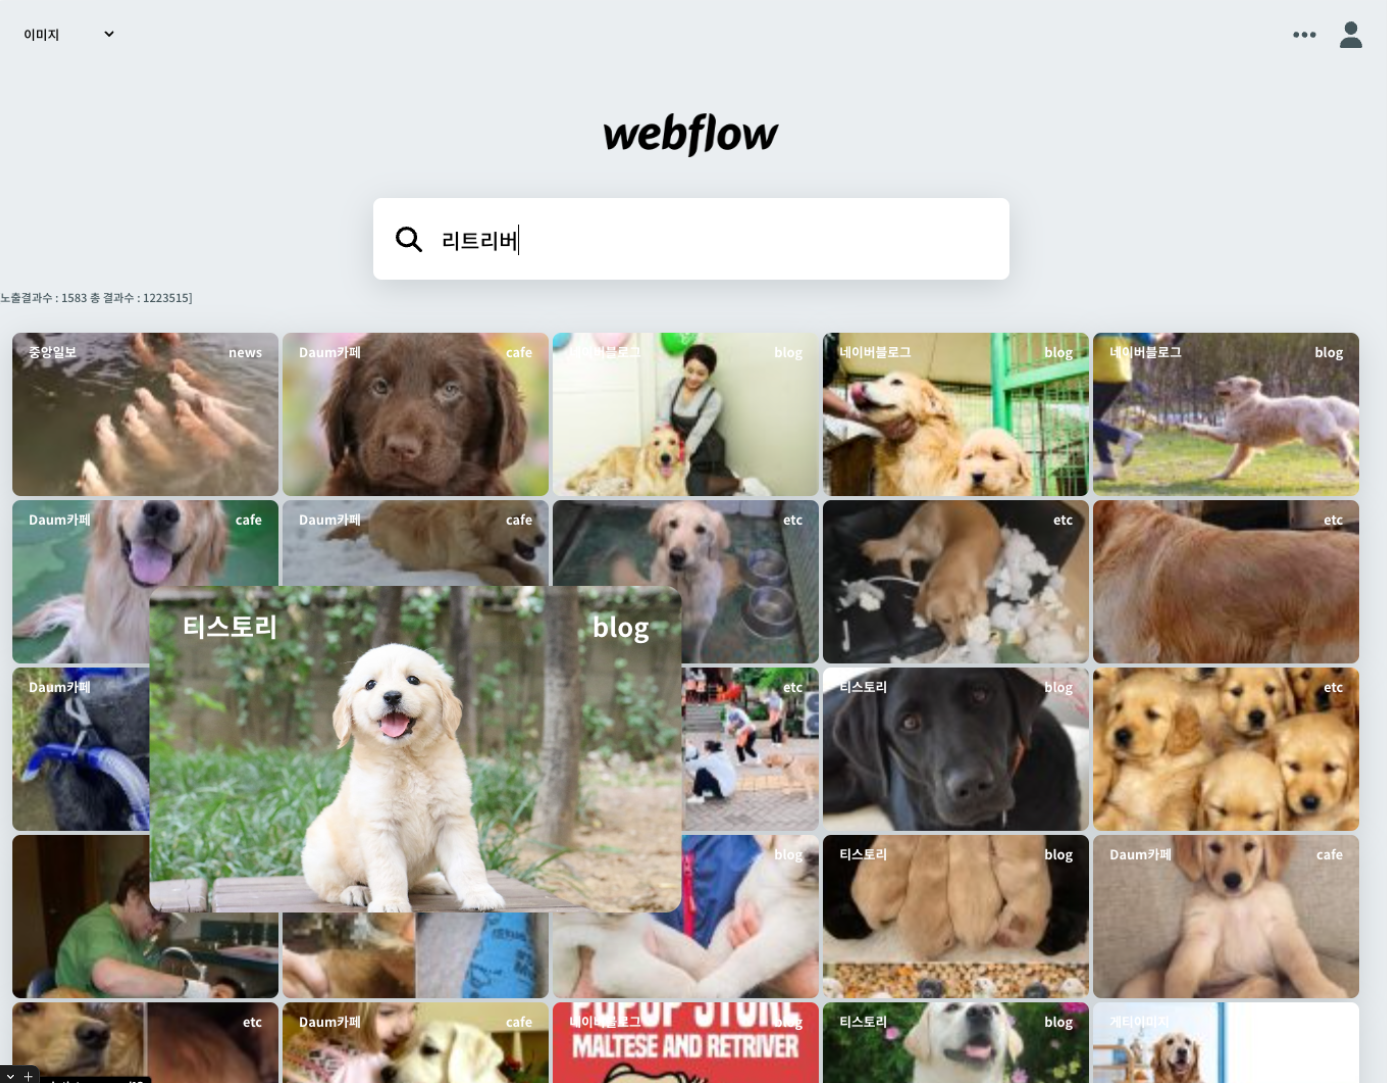 이미지
webflow
리트리버
노출결과수 : 1583 총 결과수 : 1223515]
중앙일보 news
Daum카페 cafe
네이버블로그 blog
네이버블로그 blog
네이버블로그 blog
Daum카페 cafe
Daum카페 cafe
etc
etc
etc
티스토리 blog
Daum카페
etc
티스토리 blog
etc
blog
티스토리 blog
Daum카페 cafe
etc
Daum카페 cafe
네이버블로그 blog
POPUP STORE
MALTESE AND RETRIVER
티스토리 blog
게티이미지